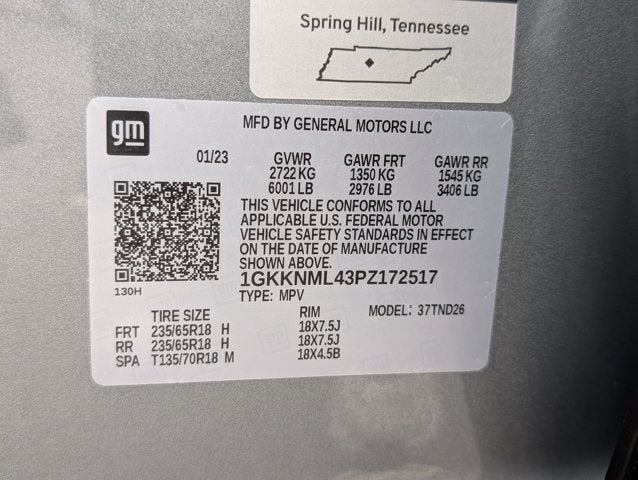 Spring Hill, Tennessee
gm
MFD BY GENERAL MOTORS LLC
01/23 GVWR GAWR FRT GAWR RR
2722 KG 1350 KG 1545 KG
6001 LB 2976 LB 3406 LB
THIS VEHICLE CONFORMS TO ALL
APPLICABLE U.S. FEDERAL MOTOR
VEHICLE SAFETY STANDARDS IN EFFECT
ON THE DATE OF MANUFACTURE
SHOWN ABOVE.
1GKKNML43PZ172517
130H
TYPE: MPV
TIRE SIZE RIM MODEL: 37TND26
FRT 235/65R18 H 18X7.5J
RR 235/65R18 H 18X7.5J
SPA T135/70R18 M 18X4.5B